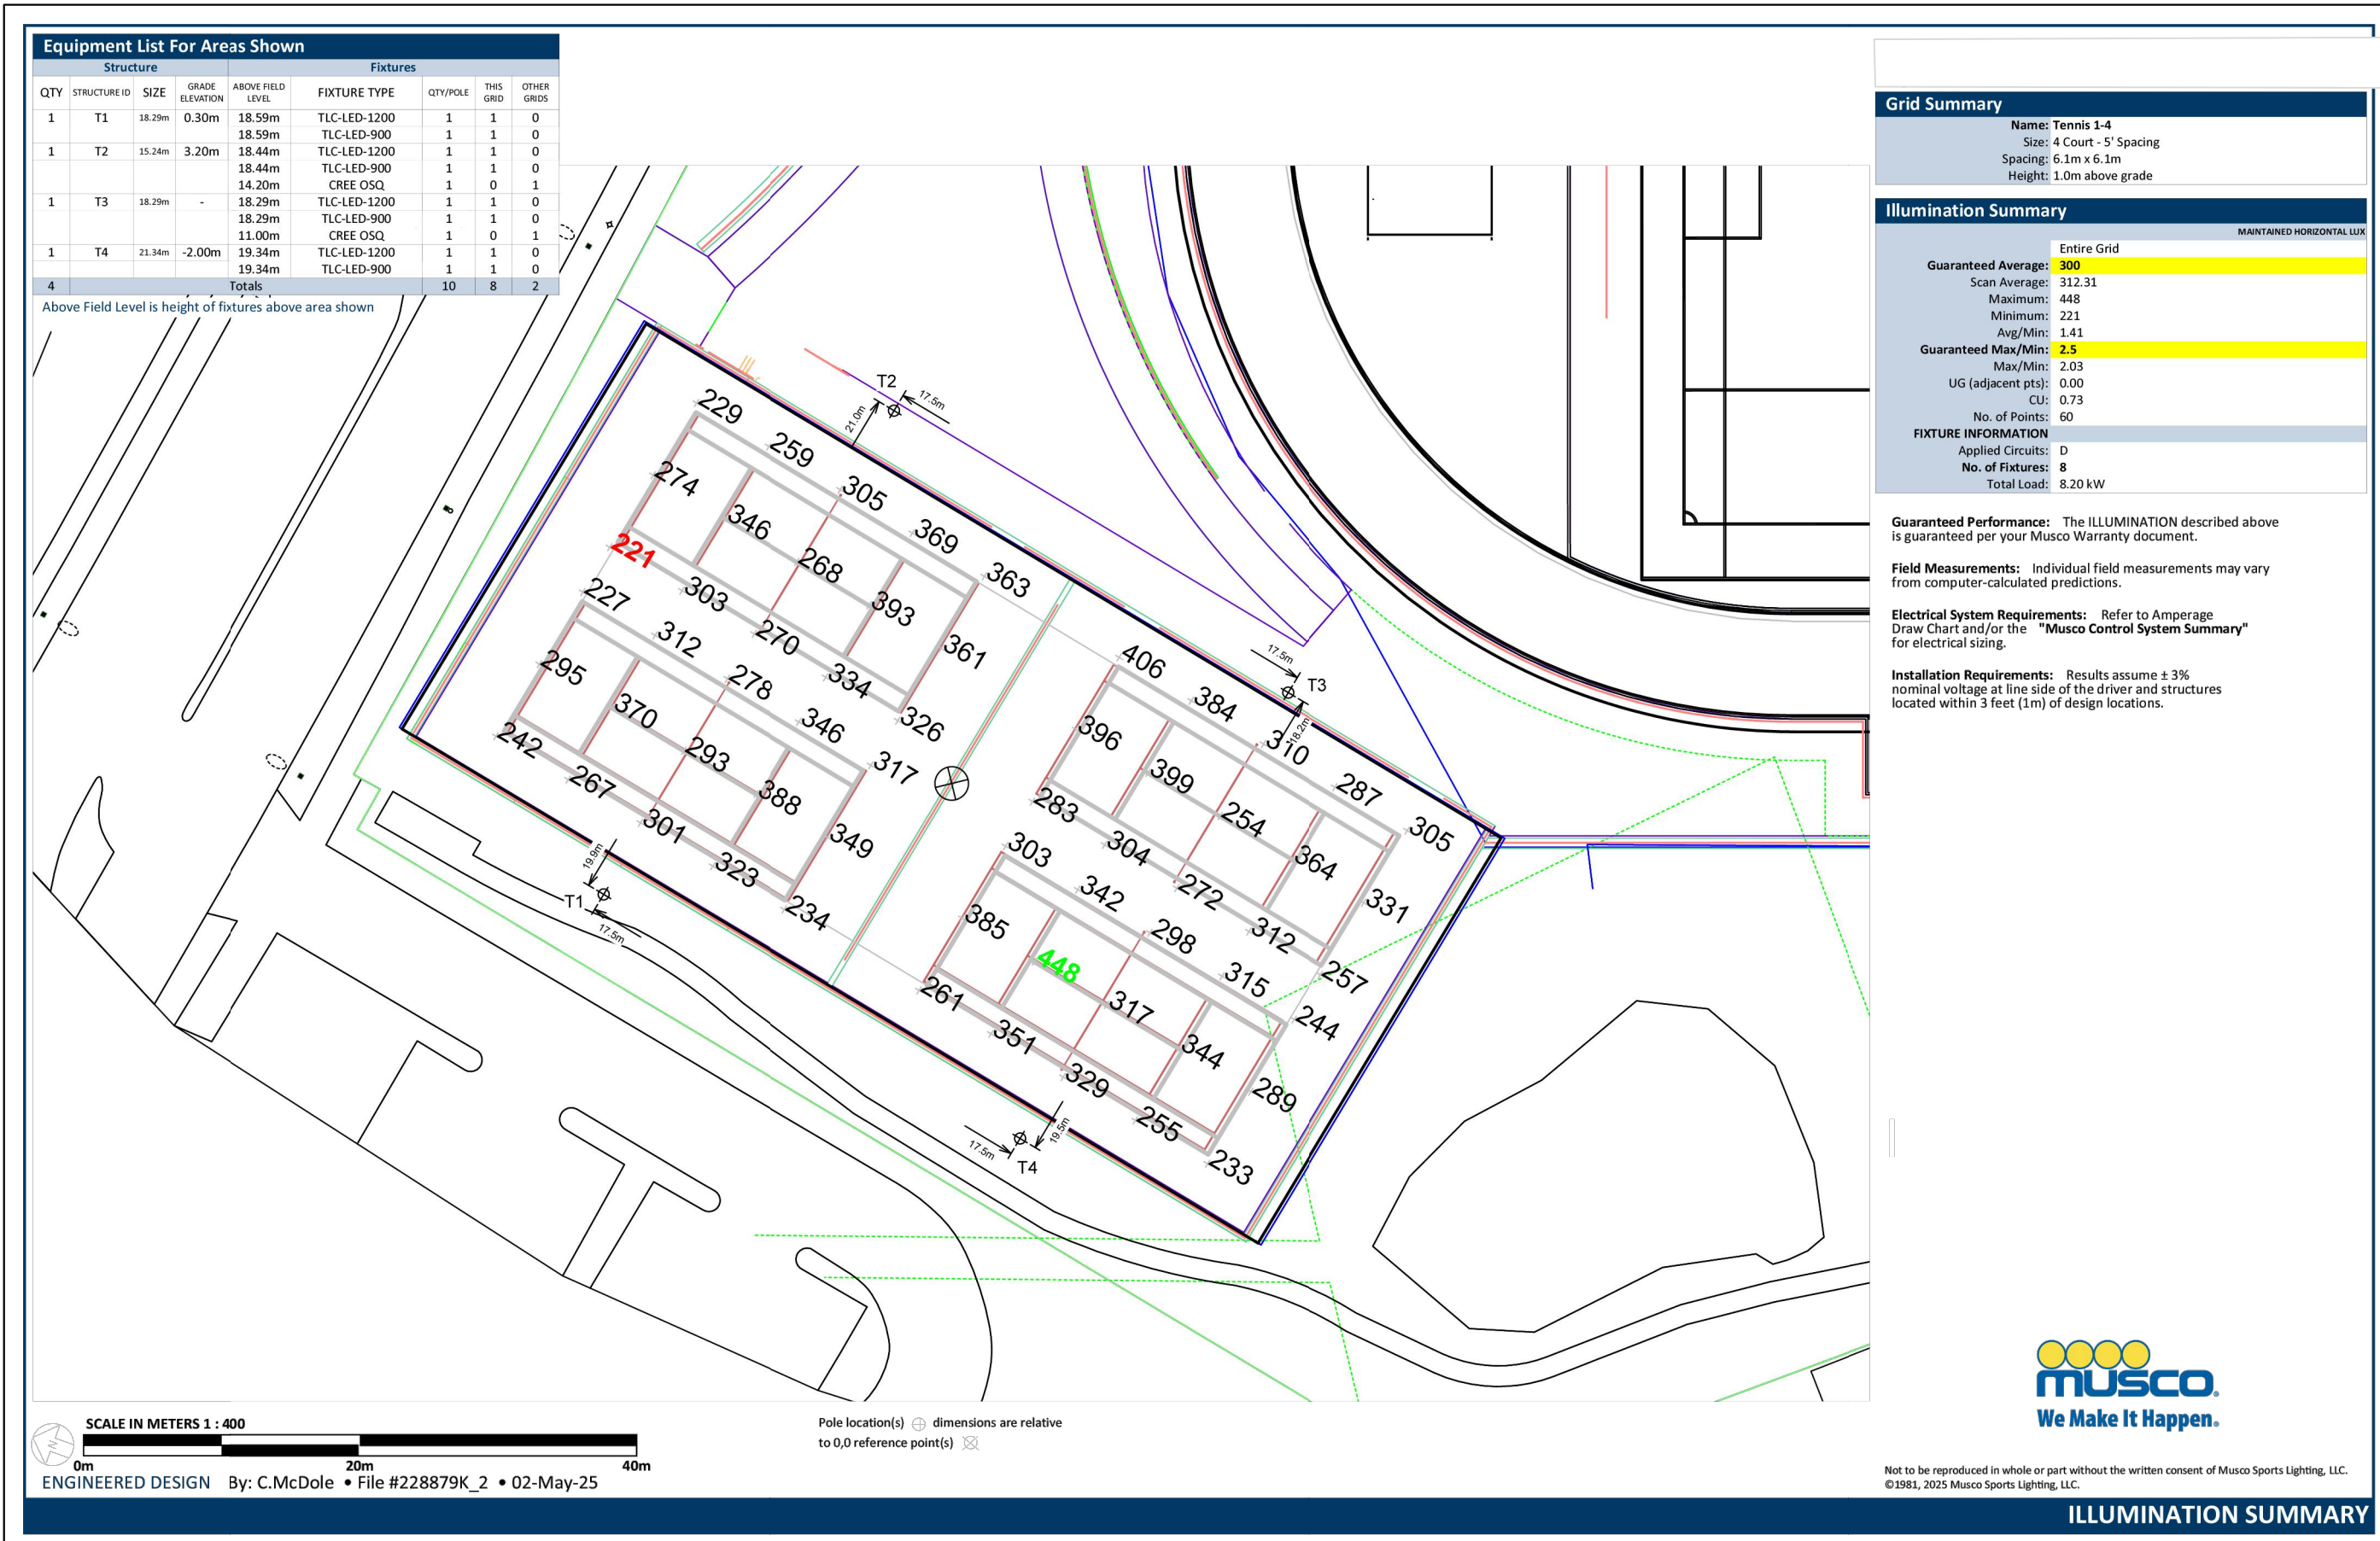 Equipment List For Areas Shown
Structure Fixtures
QTY STRUCTURE ID SIZE GRADE ELEVATION ABOVE FIELD LEVEL FIXTURE TYPE QTY/POLE THIS GRID OTHER GRIDS
1 T1 18.29m 0.30m 18.59m TLC-LED-1200 1 1 0
18.59m TLC-LED-900 1 1 0
1 T2 15.24m 3.20m 18.44m TLC-LED-1200 1 1 0
18.44m TLC-LED-900 1 1 0
14.20m CREE OSQ 1 0 1
1 T3 18.29m - 18.29m TLC-LED-1200 1 1 0
18.29m TLC-LED-900 1 1 0
11.00m CREE OSQ 1 0 1
1 T4 21.34m -2.00m 19.34m TLC-LED-1200 1 1 0
19.34m TLC-LED-900 1 1 0
4 Totals 10 8 2
Above Field Level is height of fixtures above area shown
T2
17.5m
21.0m
229 259 305 369 363
274 346 268 393 361
221 303 270 334 326
227 312 278 346 317
295 370 293 388 349
242 267 301 323 234
19.9m
T1
17.5m
17.5m
T3
18.2m
406 384 310 287 305
396 399 254 364 331
283 304 272 312 257
303 342 298 315 244
385 448 317 344 289
261 351 329 255 233
17.5m
19.5m
T4
Grid Summary
Name: Tennis 1-4
Size: 4 Court - 5' Spacing
Spacing: 6.1m x 6.1m
Height: 1.0m above grade
Illumination Summary
MAINTAINED HORIZONTAL LUX
Entire Grid
Guaranteed Average: 300
Scan Average: 312.31
Maximum: 448
Minimum: 221
Avg/Min: 1.41
Guaranteed Max/Min: 2.5
Max/Min: 2.03
UG (adjacent pts): 0.00
CU: 0.73
No. of Points: 60
FIXTURE INFORMATION
Applied Circuits: D
No. of Fixtures: 8
Total Load: 8.20 kW
Guaranteed Performance: The ILLUMINATION described above
is guaranteed per your Musco Warranty document.
Field Measurements: Individual field measurements may vary
from computer-calculated predictions.
Electrical System Requirements: Refer to Amperage
Draw Chart and/or the "Musco Control System Summary"
for electrical sizing.
Installation Requirements: Results assume ± 3%
nominal voltage at line side of the driver and structures
located within 3 feet (1m) of design locations.
musco.
We Make It Happen.
SCALE IN METERS 1 : 400
N
0m 20m 40m
ENGINEERED DESIGN By: C.McDole • File #228879K_2 • 02-May-25
Pole location(s) dimensions are relative
to 0,0 reference point(s)
Not to be reproduced in whole or part without the written consent of Musco Sports Lighting, LLC.
©1981, 2025 Musco Sports Lighting, LLC.
ILLUMINATION SUMMARY